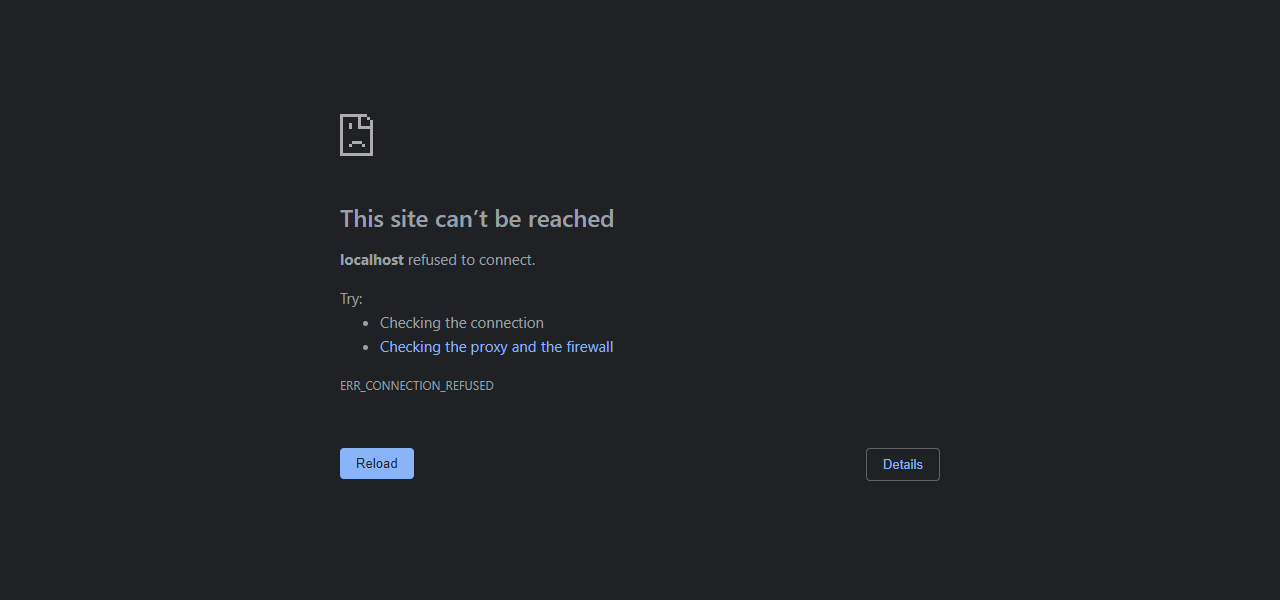 This site can’t be reached
localhost refused to connect.
Try:
• Checking the connection
• Checking the proxy and the firewall
ERR_CONNECTION_REFUSED
Reload
Details